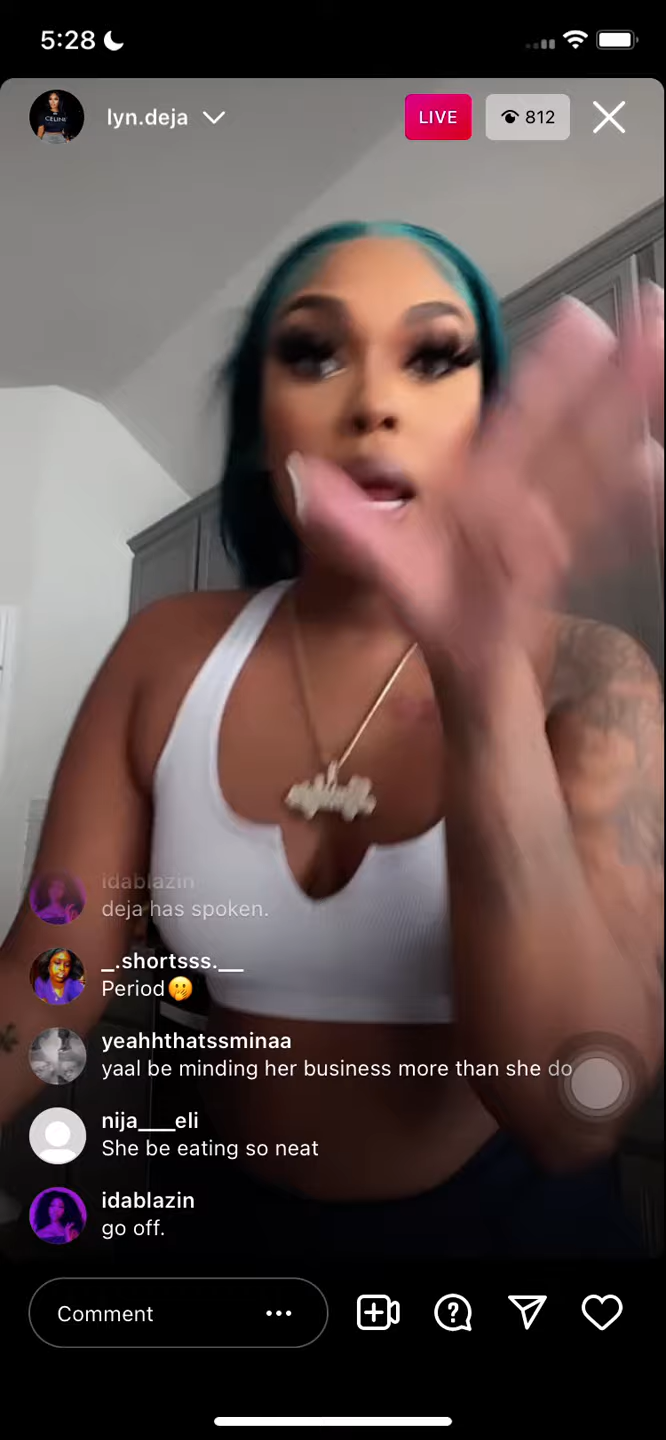 5:28
lyn.deja
LIVE
812
idablazin
deja has spoken.
_.shortsss.__
Period🤭
yeahhthatssminaa
yaal be minding her business more than she do
nija____eli
She be eating so neat
idablazin
go off.
Comment